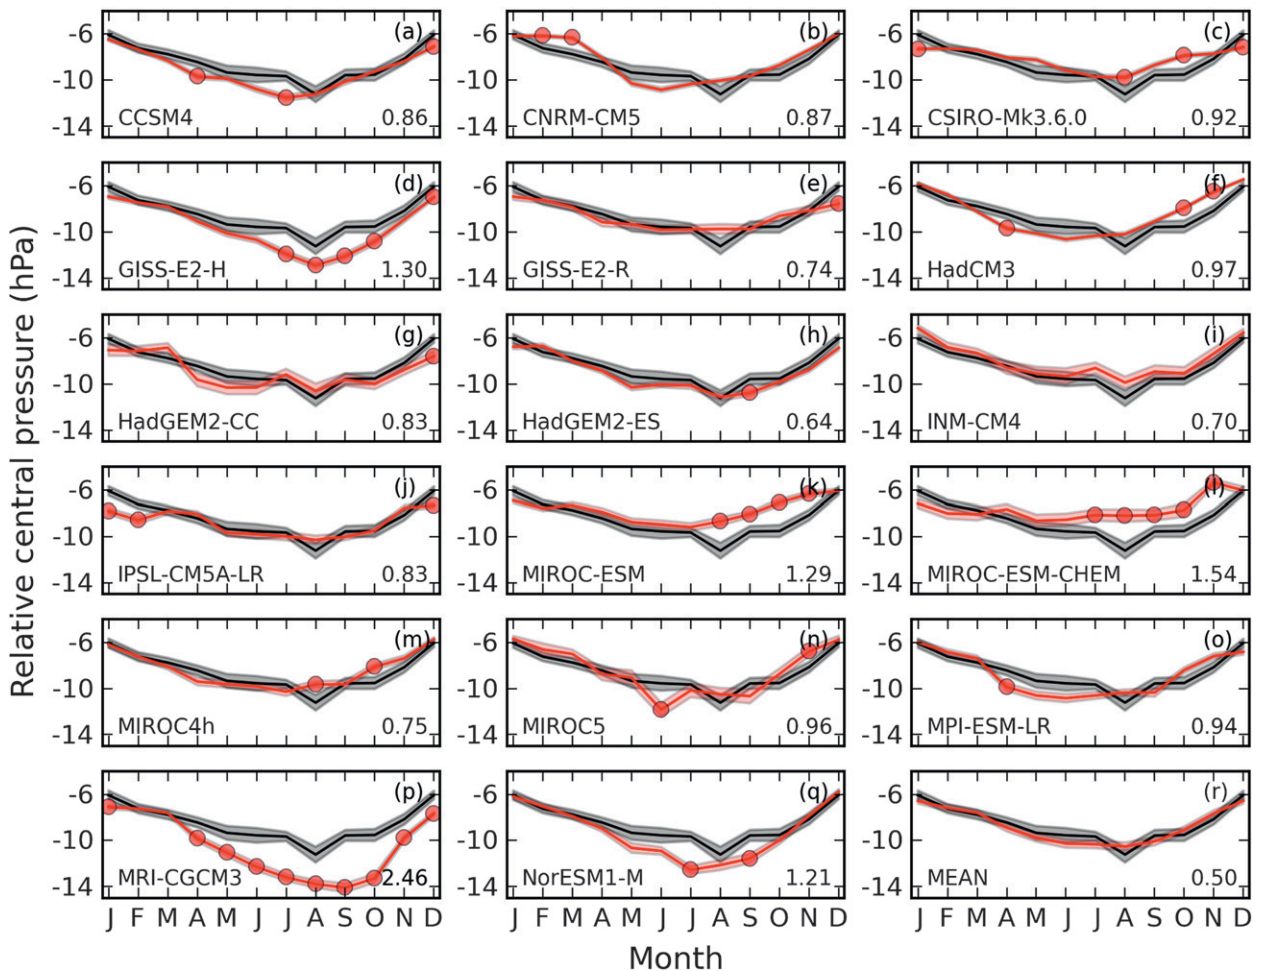 Relative central pressure (hPa)
-6
-10
-14
(a)
CCSM4
0.86
-6
-10
-14
(b)
CNRM-CM5
0.87
-6
-10
-14
(c)
CSIRO-Mk3.6.0
0.92
-6
-10
-14
(d)
GISS-E2-H
1.30
-6
-10
-14
(e)
GISS-E2-R
0.74
-6
-10
-14
(f)
HadCM3
0.97
-6
-10
-14
(g)
HadGEM2-CC
0.83
-6
-10
-14
(h)
HadGEM2-ES
0.64
-6
-10
-14
(i)
INM-CM4
0.70
-6
-10
-14
(j)
IPSL-CM5A-LR
0.83
-6
-10
-14
(k)
MIROC-ESM
1.29
-6
-10
-14
(l)
MIROC-ESM-CHEM
1.54
-6
-10
-14
(m)
MIROC4h
0.75
-6
-10
-14
(n)
MIROC5
0.96
-6
-10
-14
(o)
MPI-ESM-LR
0.94
-6
-10
-14
(p)
MRI-CGCM3
2.46
-6
-10
-14
(q)
NorESM1-M
1.21
-6
-10
-14
(r)
MEAN
0.50
J F M A M J J A S O N D
J F M A M J J A S O N D
J F M A M J J A S O N D
Month